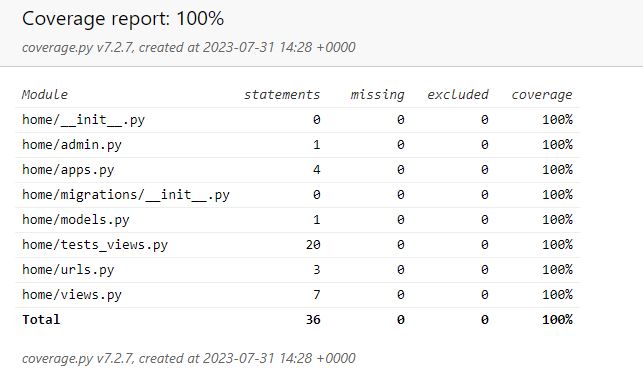 Coverage report: 100%
coverage.py v7.2.7, created at 2023-07-31 14:28 +0000
Module statements missing excluded coverage
home/__init__.py 0 0 0 100%
home/admin.py 1 0 0 100%
home/apps.py 4 0 0 100%
home/migrations/__init__.py 0 0 0 100%
home/models.py 1 0 0 100%
home/tests_views.py 20 0 0 100%
home/urls.py 3 0 0 100%
home/views.py 7 0 0 100%
Total 36 0 0 100%
coverage.py v7.2.7, created at 2023-07-31 14:28 +0000